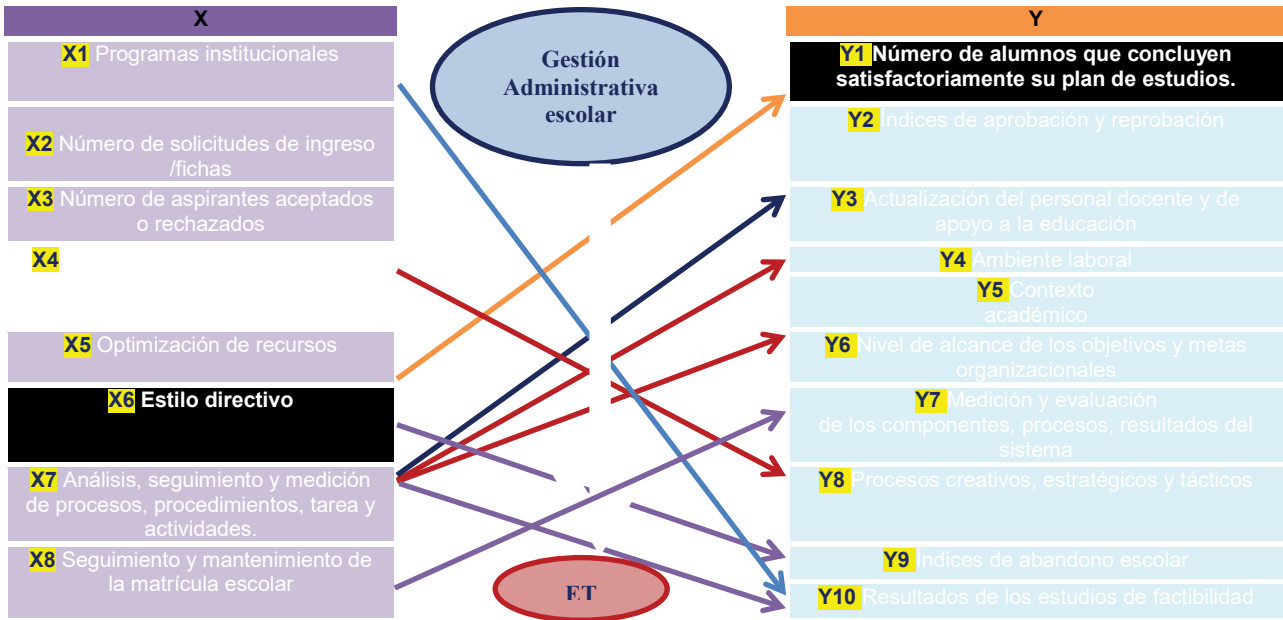 X
X1 Programas institucionales
X2 Número de solicitudes de ingreso
/fichas
X3 Número de aspirantes aceptados
o rechazados
X4
X5 Optimización de recursos
X6 Estilo directivo
X7 Análisis, seguimiento y medición
de procesos, procedimientos, tarea y
actividades.
X8 Seguimiento y mantenimiento de
la matrícula escolar
Gestión
Administrativa
escolar
ET
Y
Y1 Número de alumnos que concluyen
satisfactoriamente su plan de estudios.
Y2 Índices de aprobación y reprobación
Y3 Actualización del personal docente y de
apoyo a la educación
Y4 Ambiente laboral
Y5 Contexto
académico
Y6 Nivel de alcance de los objetivos y metas
organizacionales
Y7 Medición y evaluación
de los componentes, procesos, resultados del
sistema
Y8 Procesos creativos, estratégicos y tácticos
Y9 Índices de abandono escolar
Y10 Resultados de los estudios de factibilidad